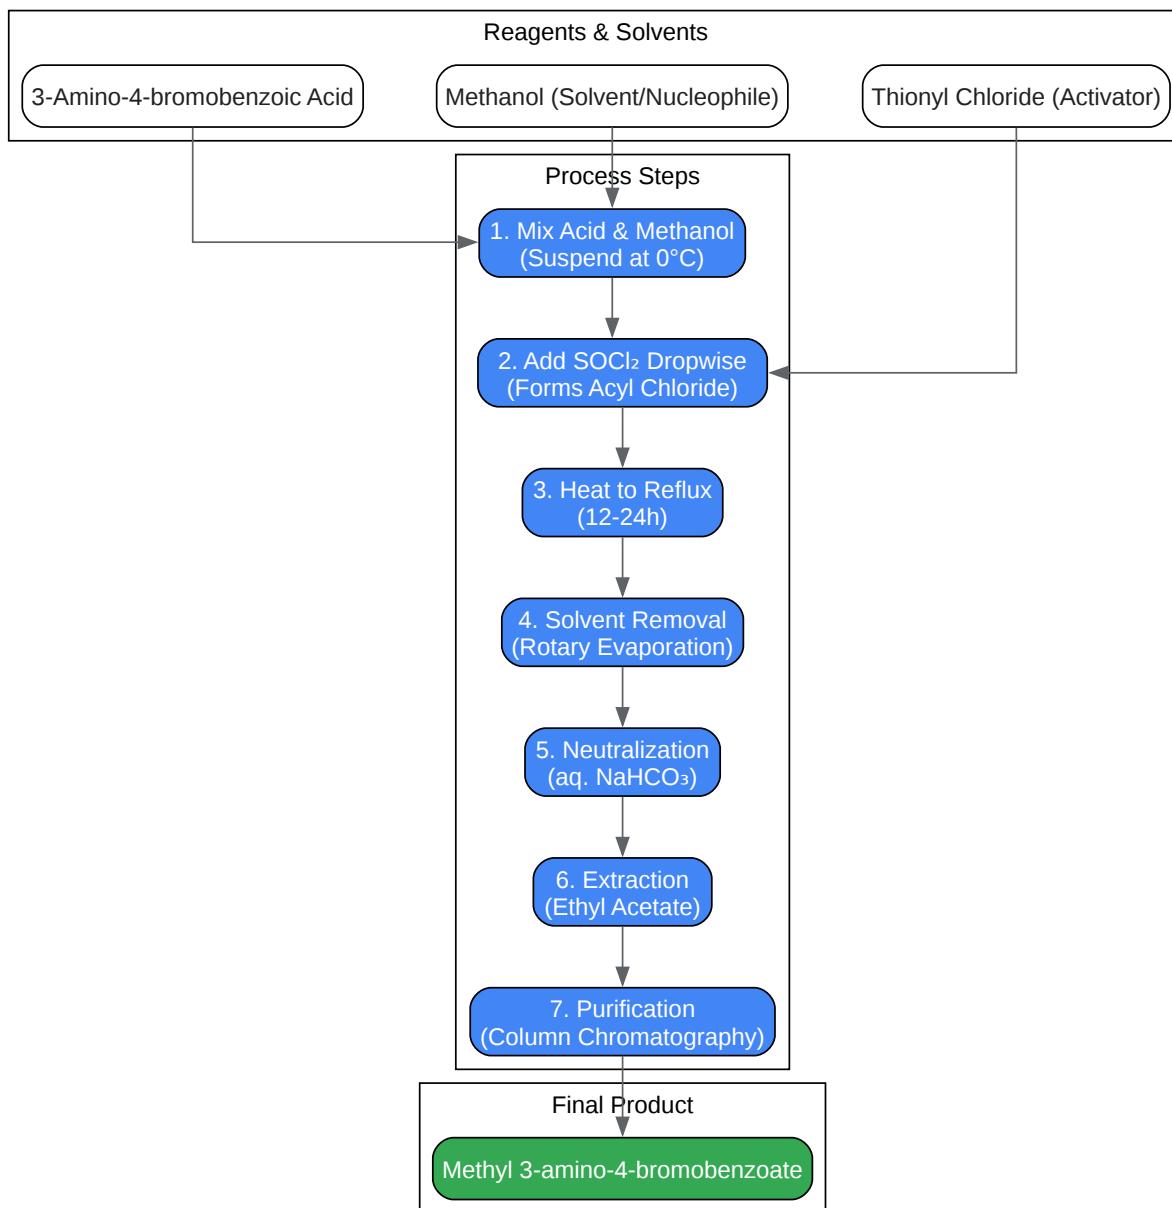 Reagents & Solvents
3-Amino-4-bromobenzoic Acid
Methanol (Solvent/Nucleophile)
Thionyl Chloride (Activator)
Process Steps
1. Mix Acid & Methanol
(Suspend at 0°C)
2. Add SOCl₂ Dropwise
(Forms Acyl Chloride)
3. Heat to Reflux
(12-24h)
4. Solvent Removal
(Rotary Evaporation)
5. Neutralization
(aq. NaHCO₃)
6. Extraction
(Ethyl Acetate)
7. Purification
(Column Chromatography)
Final Product
Methyl 3-amino-4-bromobenzoate